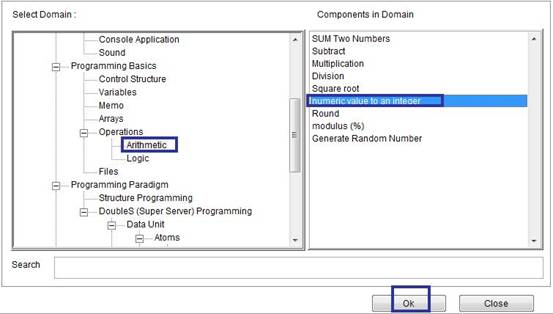 Select Domain :
Components in Domain
Console Application
Sound
Programming Basics
Control Structure
Variables
Memo
Arrays
Operations
Arithmetic
Logic
Files
Programming Paradigm
Structure Programming
DoubleS (Super Server) Programming
Data Unit
Atoms
SUM Two Numbers
Subtract
Multiplication
Division
Square root
numeric value to an integer
Round
modulus (%)
Generate Random Number
Search
Ok
Close